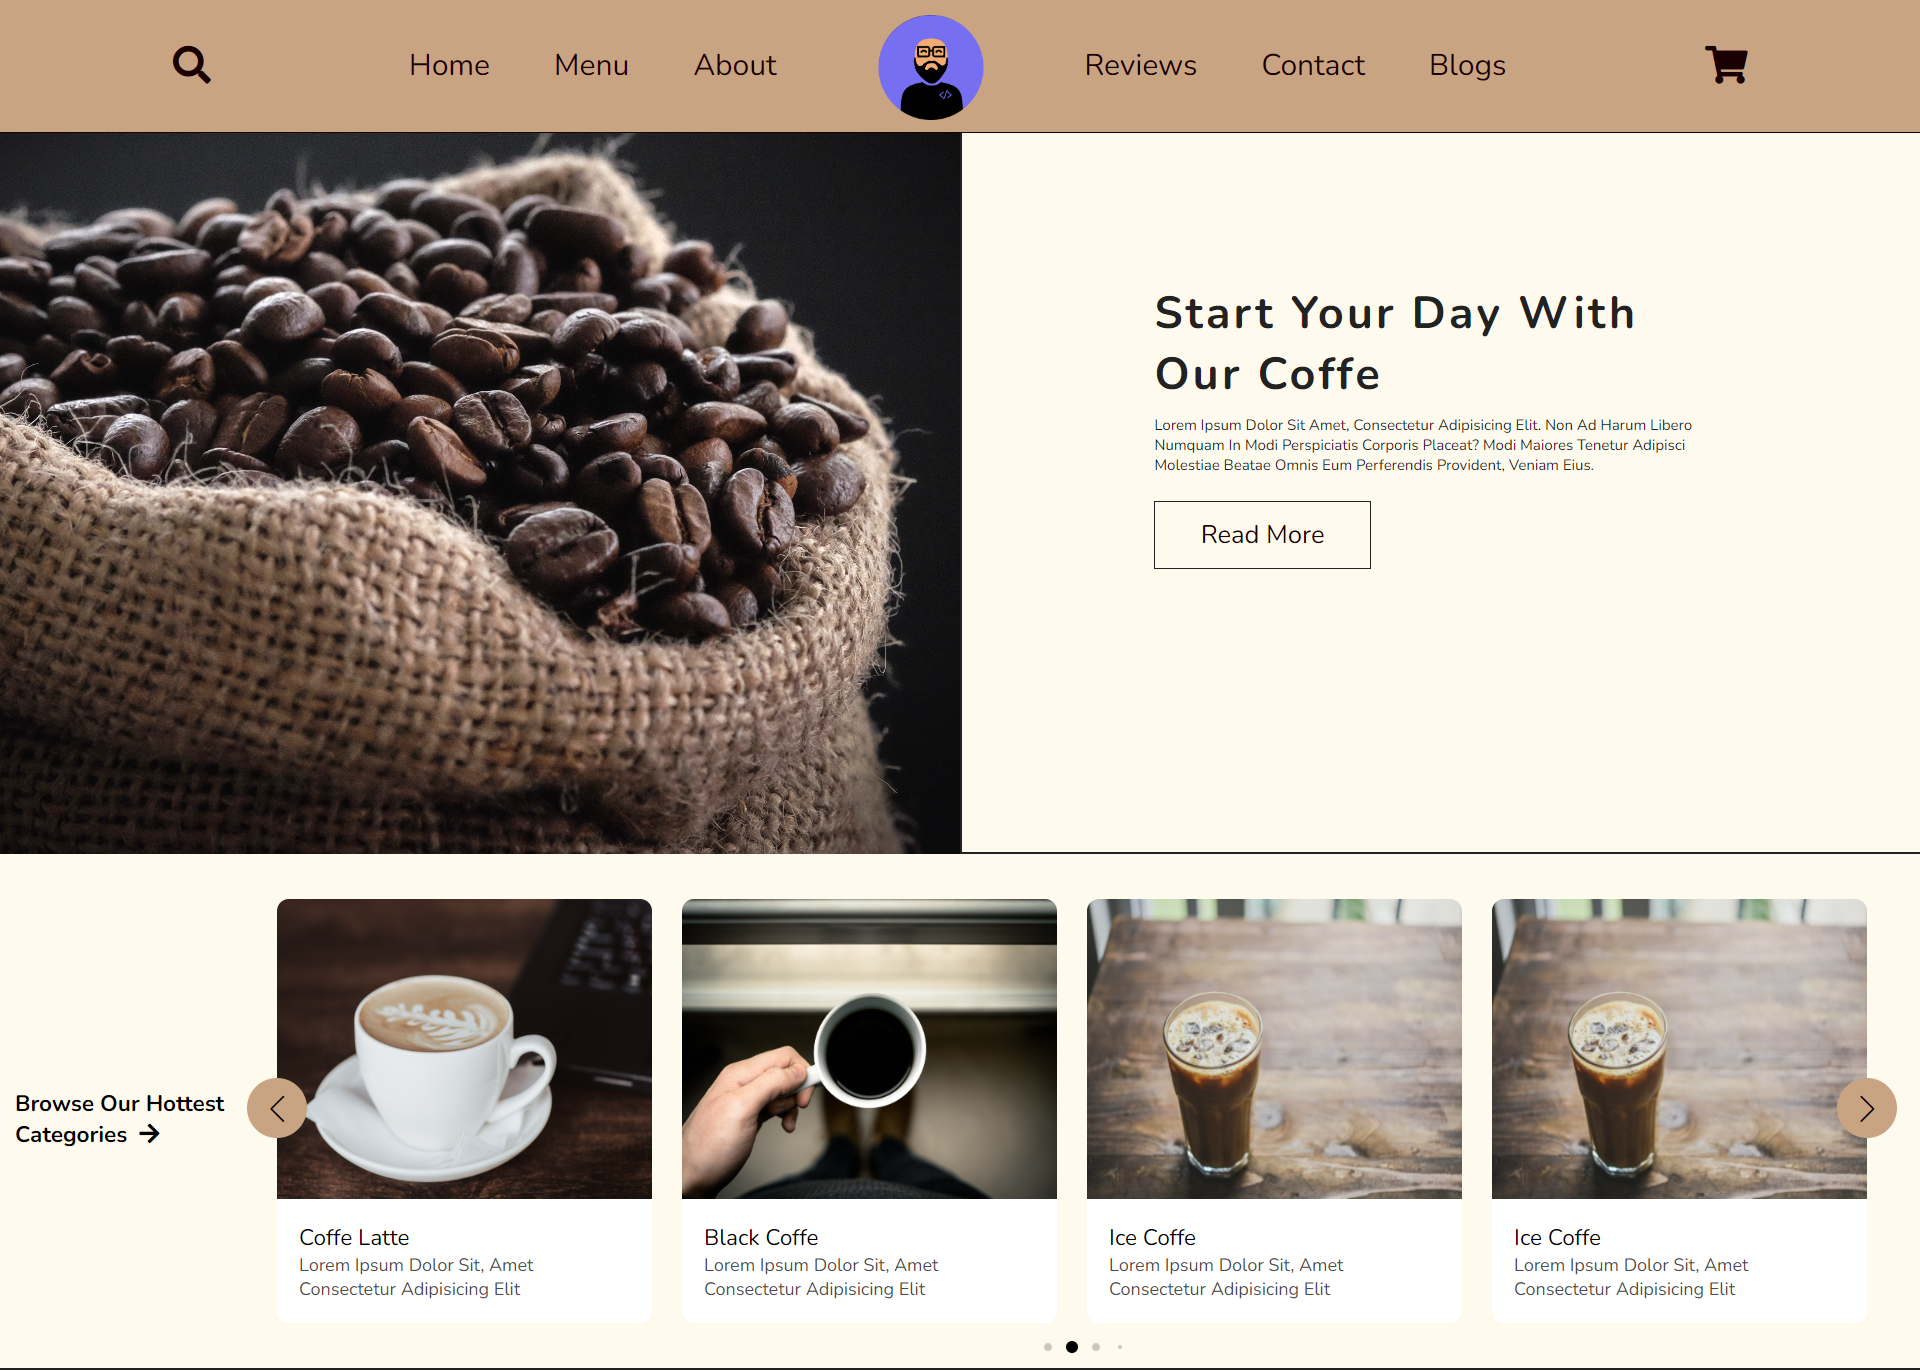 Home Menu About Reviews Contact Blogs
Start Your Day With
Our Coffe
Lorem Ipsum Dolor Sit Amet, Consectetur Adipisicing Elit. Non Ad Harum Libero
Numquam In Modi Perspiciatis Corporis Placeat? Modi Maiores Tenetur Adipisci
Molestiae Beatae Omnis Eum Perferendis Provident, Veniam Eius.
Read More
Browse Our Hottest
Categories
Coffe Latte
Lorem Ipsum Dolor Sit, Amet
Consectetur Adipisicing Elit
Black Coffe
Lorem Ipsum Dolor Sit, Amet
Consectetur Adipisicing Elit
Ice Coffe
Lorem Ipsum Dolor Sit, Amet
Consectetur Adipisicing Elit
Ice Coffe
Lorem Ipsum Dolor Sit, Amet
Consectetur Adipisicing Elit